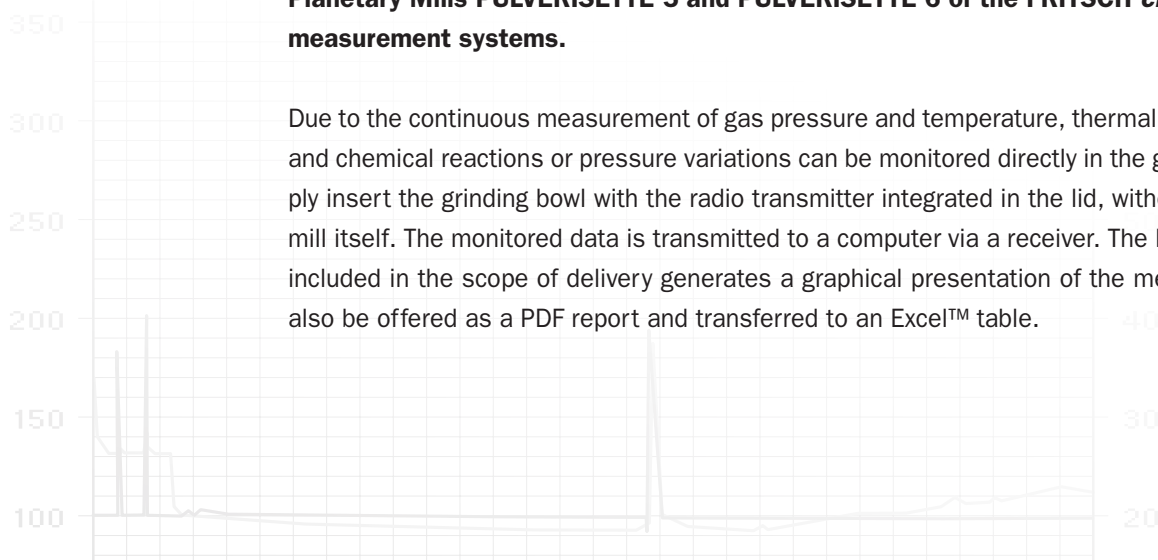 Planetary Mills PULVERISETTE 5 and PULVERISETTE 6 of the FRITSCH
measurement systems.
Due to the continuous measurement of gas pressure and temperature, thermal
and chemical reactions or pressure variations can be monitored directly in the g
ply insert the grinding bowl with the radio transmitter integrated in the lid, with
mill itself. The monitored data is transmitted to a computer via a receiver. The
included in the scope of delivery generates a graphical presentation of the me
also be offered as a PDF report and transferred to an Excel™ table.
350
300
250
200
150
100
40
30
20